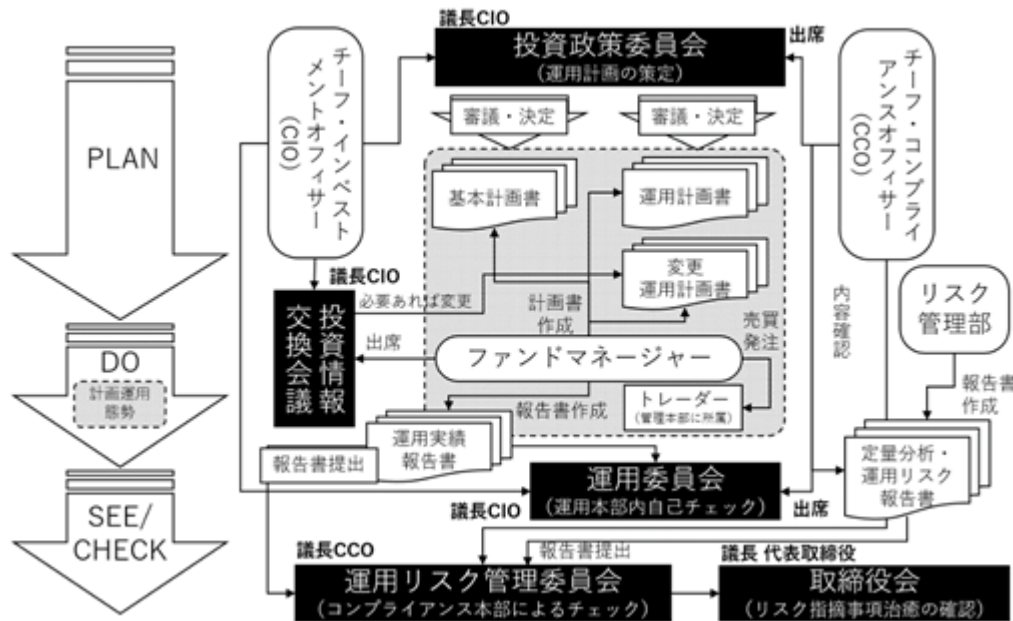 議長CIO
投資政策委員会
(運用計画の策定)
出席
チーフ・インベスト
メントオフィサー
(CIO)
チーフ・コンプライ
アンスオフィサー
(CCO)
PLAN
審議・決定
審議・決定
基本計画書
運用計画書
変更
運用計画書
議長CIO
必要あれば変更
投資情報
交換会議
計画書
作成
売買
発注
内容確認
リスク
管理部
出席
ファンドマネージャー
DO
計画運用
態勢
報告書作成
トレーダー
(管理本部に所属)
報告書
作成
運用実績
報告書
報告書提出
定量分析・
運用リスク
報告書
運用委員会
(運用本部内自己チェック)
議長CIO
出席
SEE/
CHECK
議長CCO
報告書提出
議長 代表取締役
運用リスク管理委員会
(コンプライアンス本部によるチェック)
取締役会
(リスク指摘事項治癒の確認)